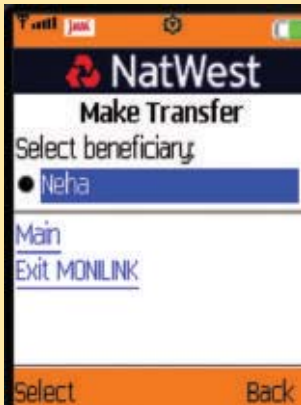 NatWest
Make Transfer
Select beneficiary:
Neha
Main
Exit MONILINK
Select Back